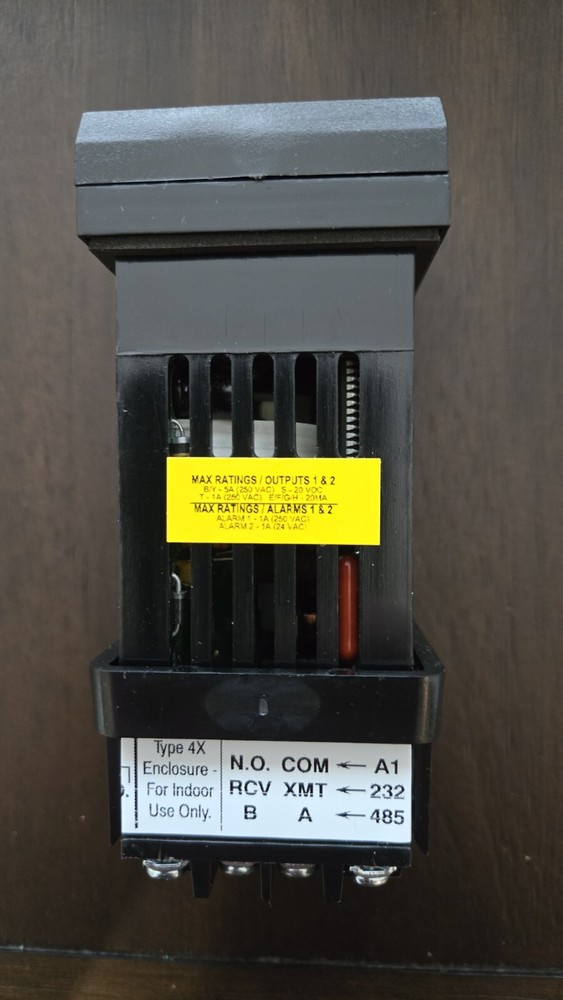 MAX RATINGS / OUTPUTS 1 & 2
B/Y - 5A (250 VAC) S - 20 VDC
T - 1A (250 VAC) E/F/G/H - 20MA
MAX RATINGS / ALARMS 1 & 2
ALARM 1 - 1A (250 VAC)
ALARM 2 - 1A (24 VAC)
Type 4X
Enclosure -
For Indoor
Use Only.
N.O. COM ← A1
RCV XMT ← 232
B A ← 485